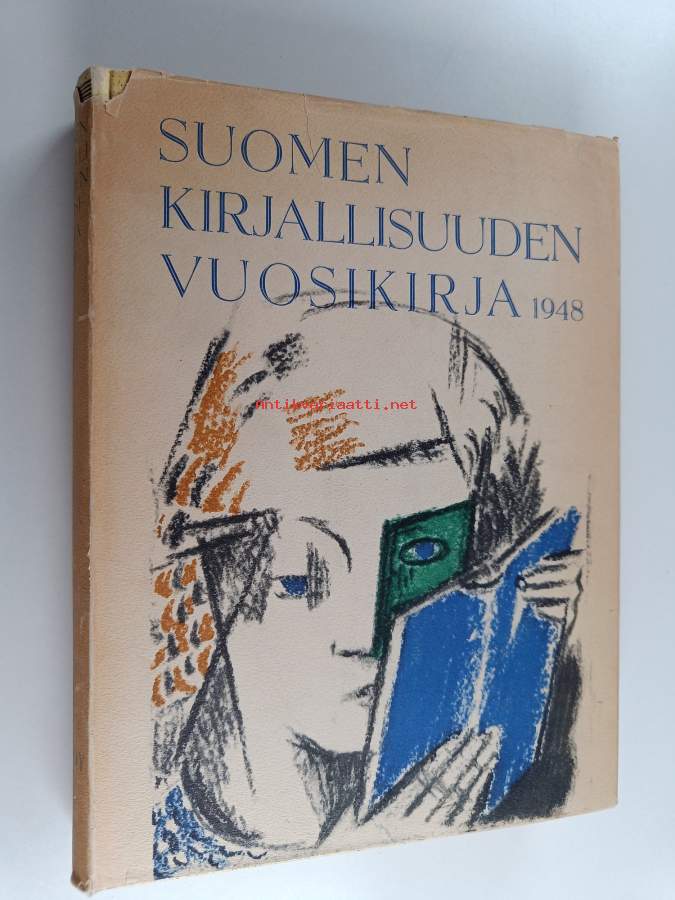 SUOMEN
KIRJALLISUUDEN
VUOSIKIRJA 1948
antikvariaatti.net